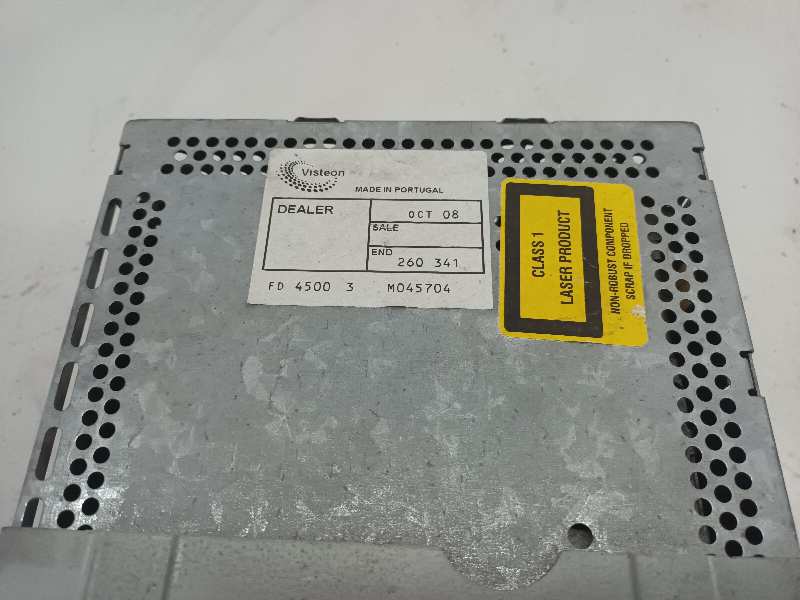 Visteon
MADE IN PORTUGAL
DEALER
OCT 08
SALE
END
260 341
FD 4500 3 M045704
CLASS 1
LASER PRODUCT
NON-ROBUST COMPONENT
SCRAP IF DROPPED